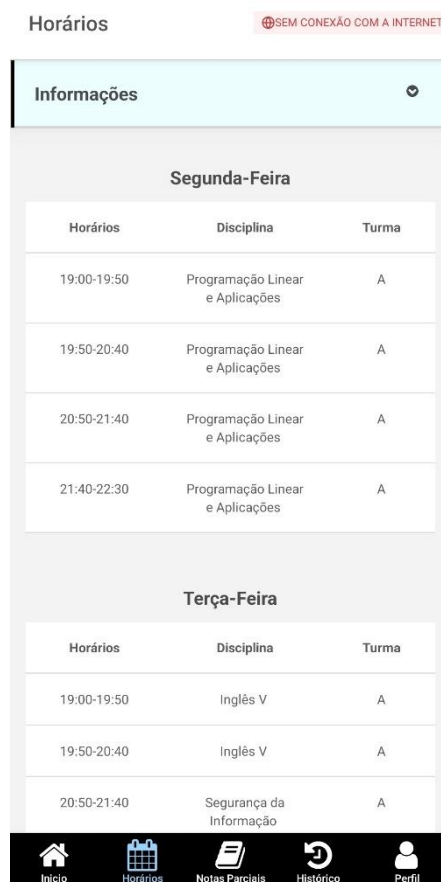 Horários
SEM CONEXÃO COM A INTERNET
Informações
Segunda-Feira
Horários Disciplina Turma
19:00-19:50 Programação Linear A
e Aplicações
19:50-20:40 Programação Linear A
e Aplicações
20:50-21:40 Programação Linear A
e Aplicações
21:40-22:30 Programação Linear A
e Aplicações
Terça-Feira
Horários Disciplina Turma
19:00-19:50 Inglês V A
19:50-20:40 Inglês V A
20:50-21:40 Segurança da A
Informação
Inicio Horários Notas Parciais Histórico Perfil